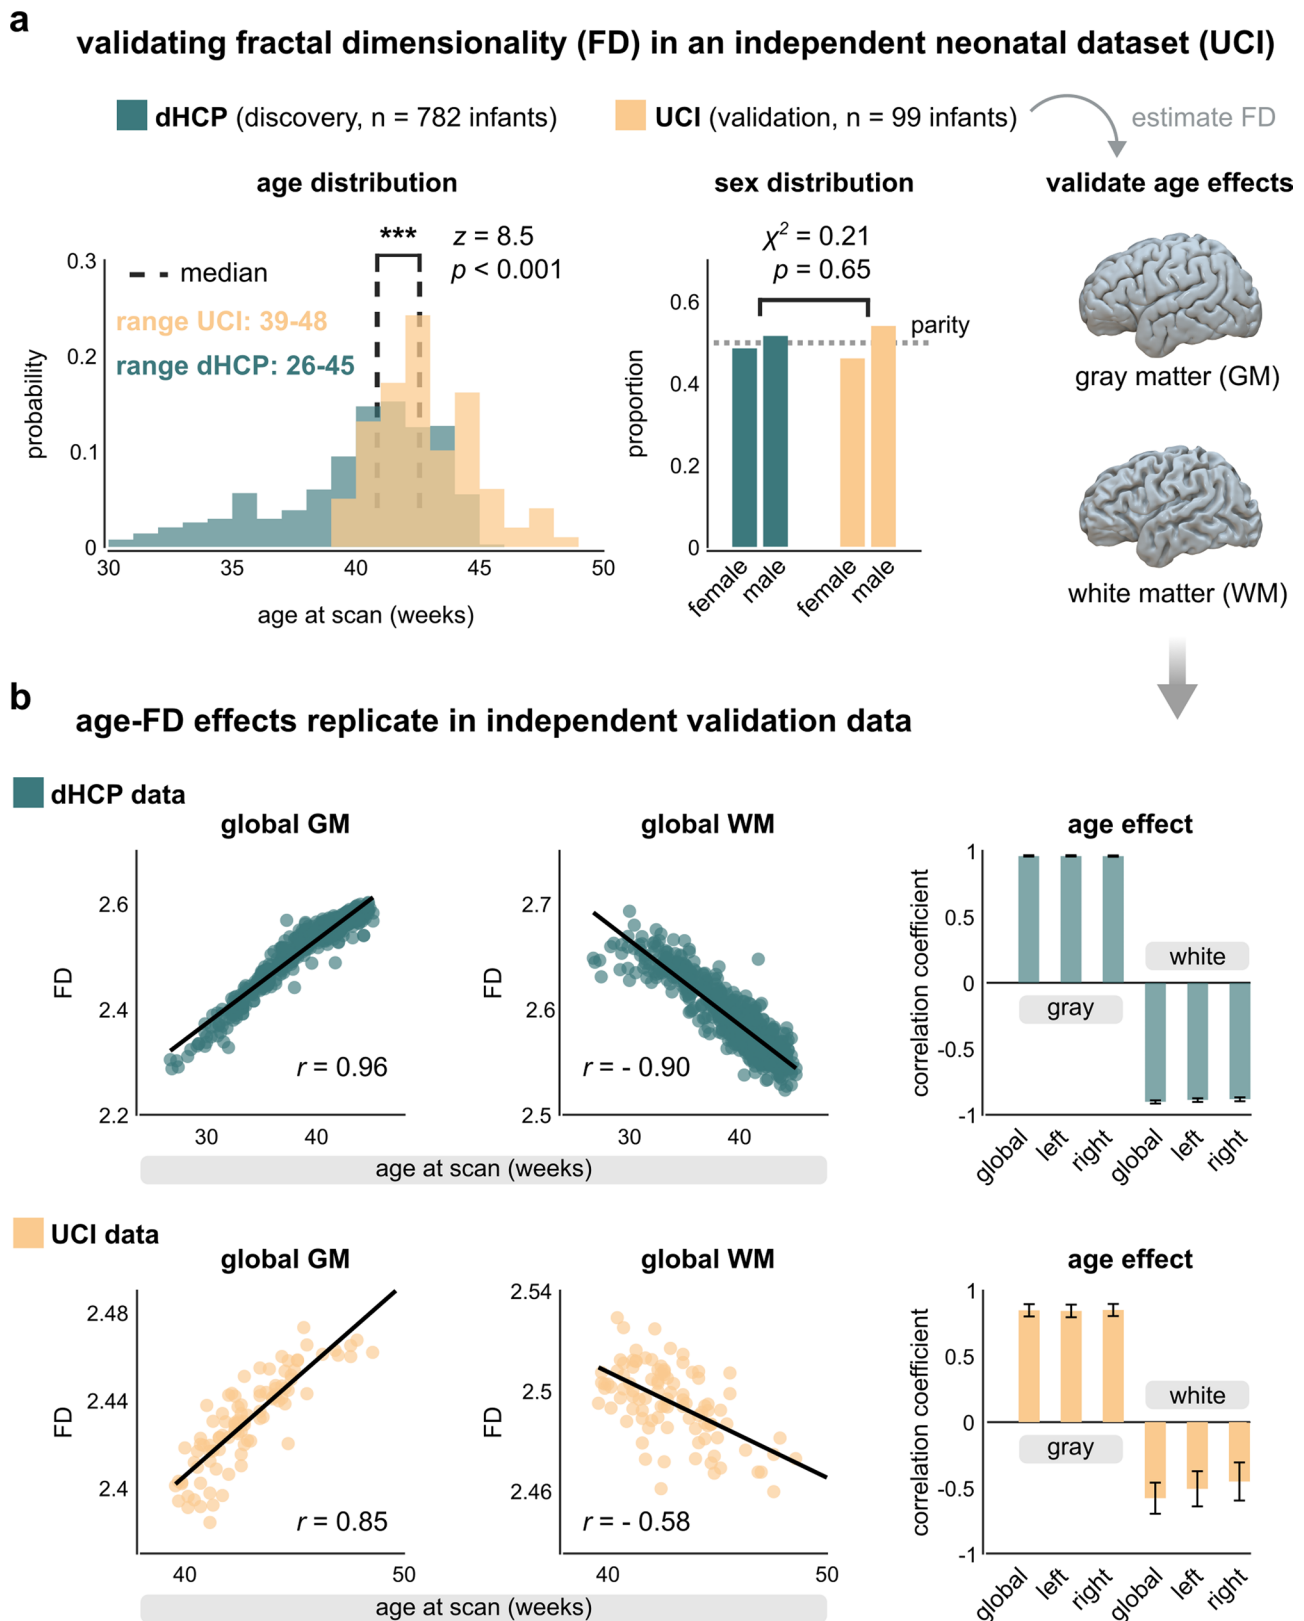 a
validating fractal dimensionality (FD) in an independent neonatal dataset (UCI)
dHCP (discovery, n = 782 infants)
UCI (validation, n = 99 infants)
estimate FD
age distribution
sex distribution
validate age effects
***
z = 8.5
p < 0.001
median
range UCI: 39-48
range dHCP: 26-45
probability
0.3
0.2
0.1
0
30
35
40
45
50
age at scan (weeks)
χ² = 0.21
p = 0.65
parity
proportion
0.6
0.4
0.2
0
female
male
female
male
gray matter (GM)
white matter (WM)
b
age-FD effects replicate in independent validation data
dHCP data
global GM
FD
2.6
2.4
2.2
r = 0.96
30
40
global WM
FD
2.7
2.6
2.5
r = - 0.90
30
40
age at scan (weeks)
age effect
correlation coefficient
1
0.5
0
-0.5
-1
white
gray
global
left
right
global
left
right
UCI data
global GM
FD
2.48
2.44
2.4
r = 0.85
40
50
global WM
FD
2.54
2.5
2.46
r = - 0.58
40
50
age at scan (weeks)
age effect
correlation coefficient
1
0.5
0
-0.5
-1
white
gray
global
left
right
global
left
right